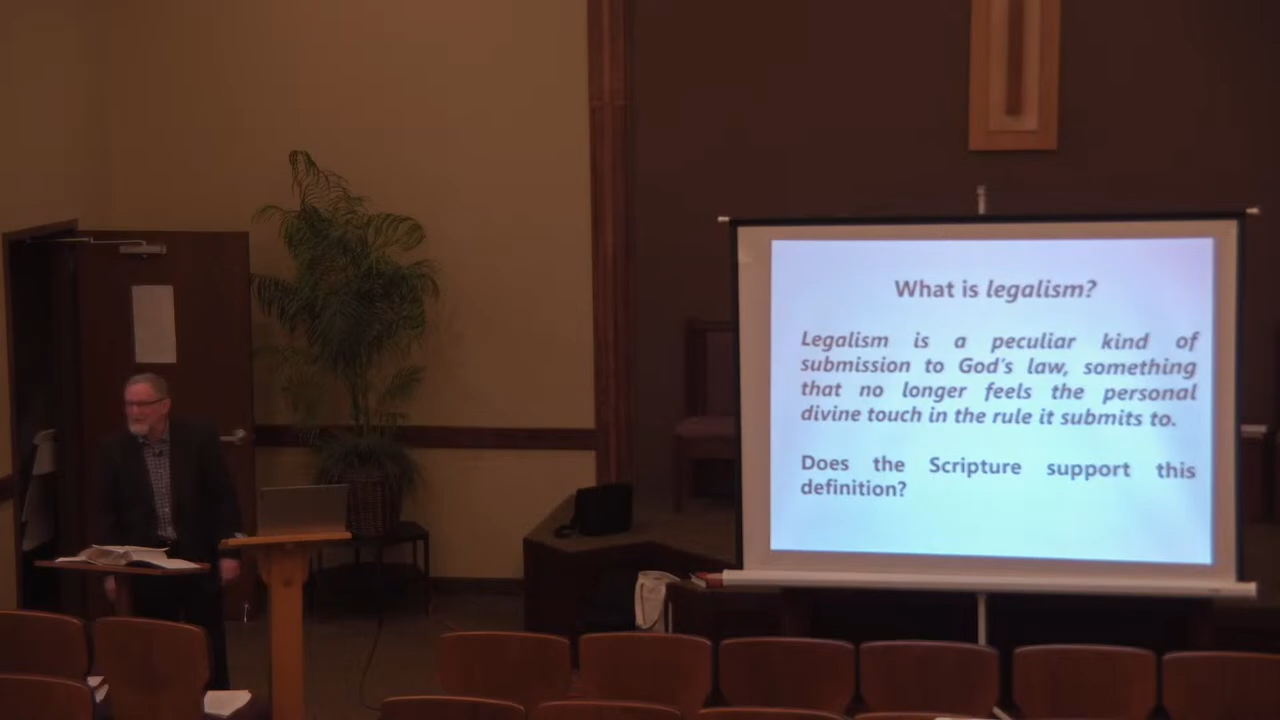 What is legalism?
Legalism is a peculiar kind of
submission to God's law, something
that no longer feels the personal
divine touch in the rule it submits to.
Does the Scripture support this
definition?